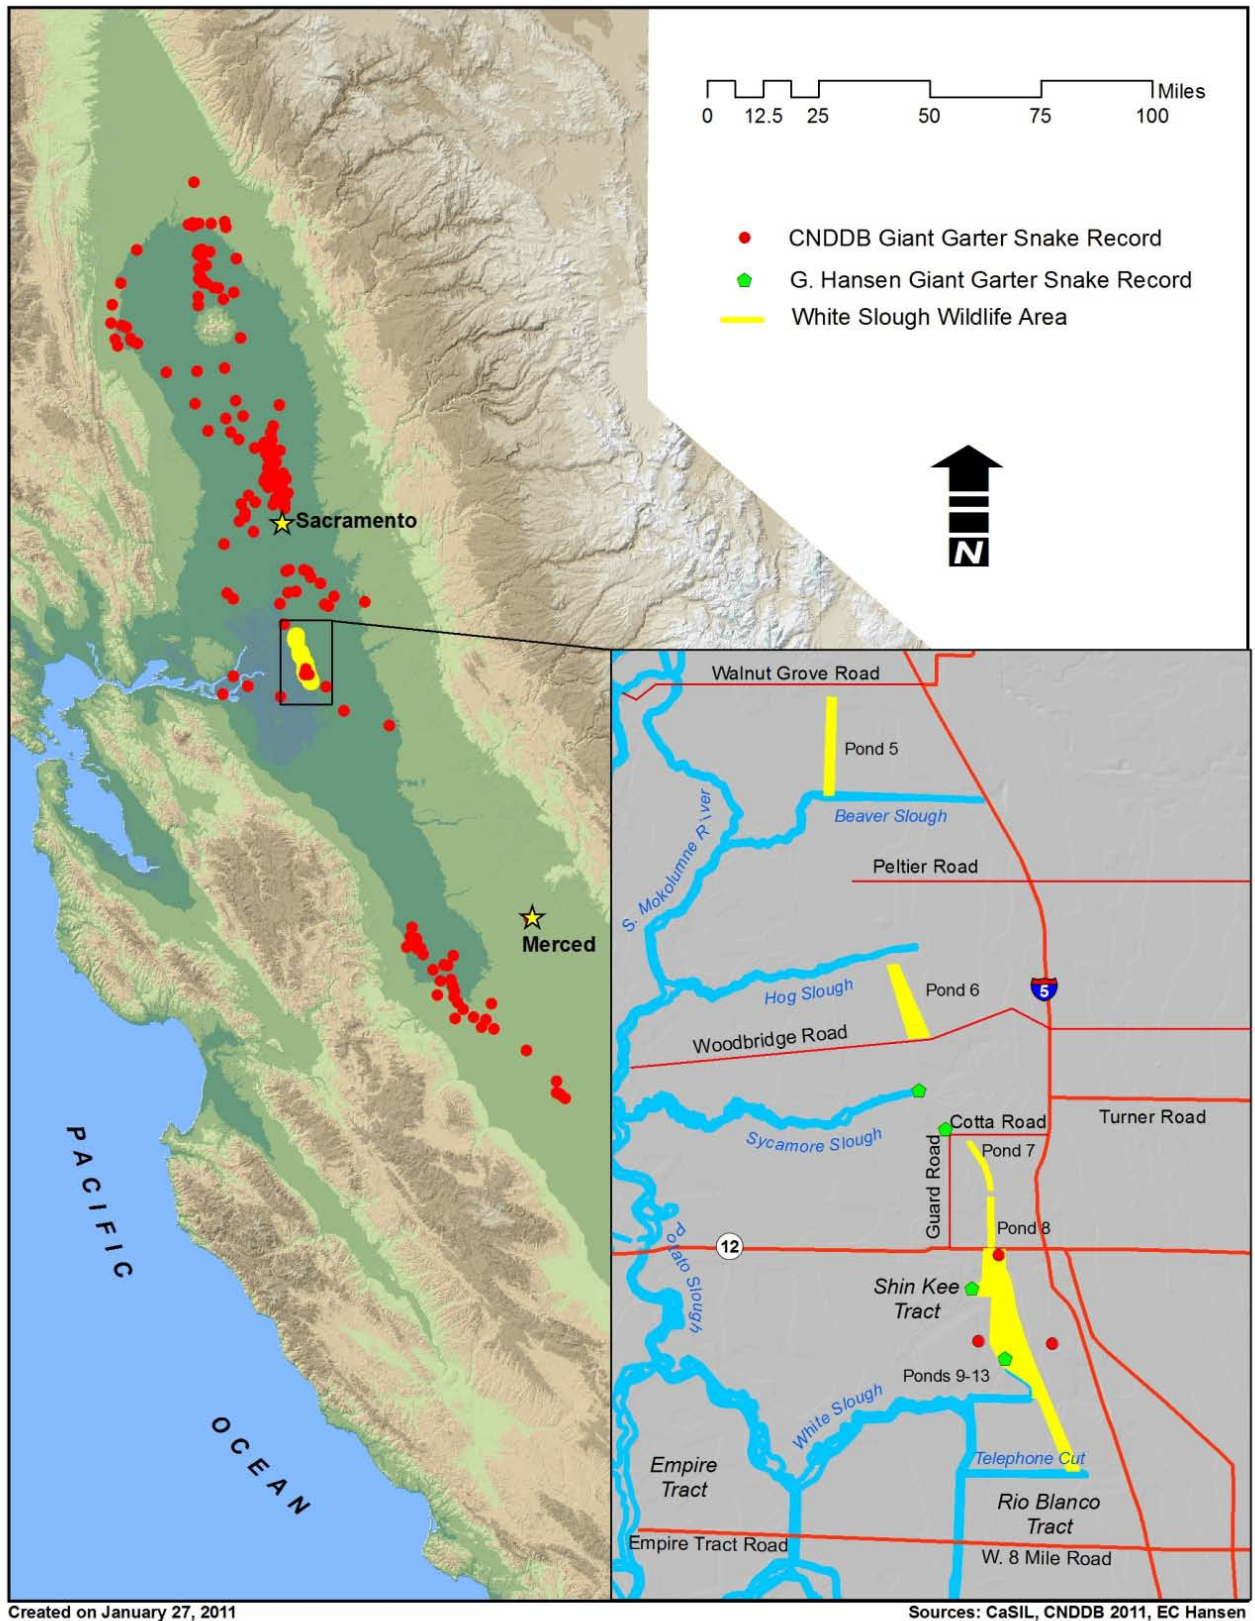 Miles
0 12.5 25 50 75 100
CNDDB Giant Garter Snake Record
G. Hansen Giant Garter Snake Record
White Slough Wildlife Area
N
Sacramento
Merced
PACIFIC
OCEAN
Walnut Grove Road
Pond 5
Beaver Slough
S. Mokolumne River
Peltier Road
Hog Slough
Pond 6
5
Woodbridge Road
Cotta Road
Turner Road
Sycamore Slough
Pond 7
Guard Road
Pond 8
12
Potato Slough
Shin Kee
Tract
Ponds 9-13
White Slough
Telephone Cut
Empire
Tract
Rio Blanco
Tract
Empire Tract Road
W. 8 Mile Road
Created on January 27, 2011
Sources: CaSIL, CNDDB 2011, EC Hansen